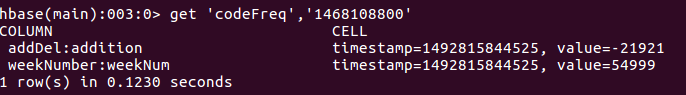 hbase(main):003:0> get 'codeFreq','1468108800'
COLUMN CELL
addDel:addition timestamp=1492815844525, value=-21921
weekNumber:weekNum timestamp=1492815844525, value=54999
1 row(s) in 0.1230 seconds